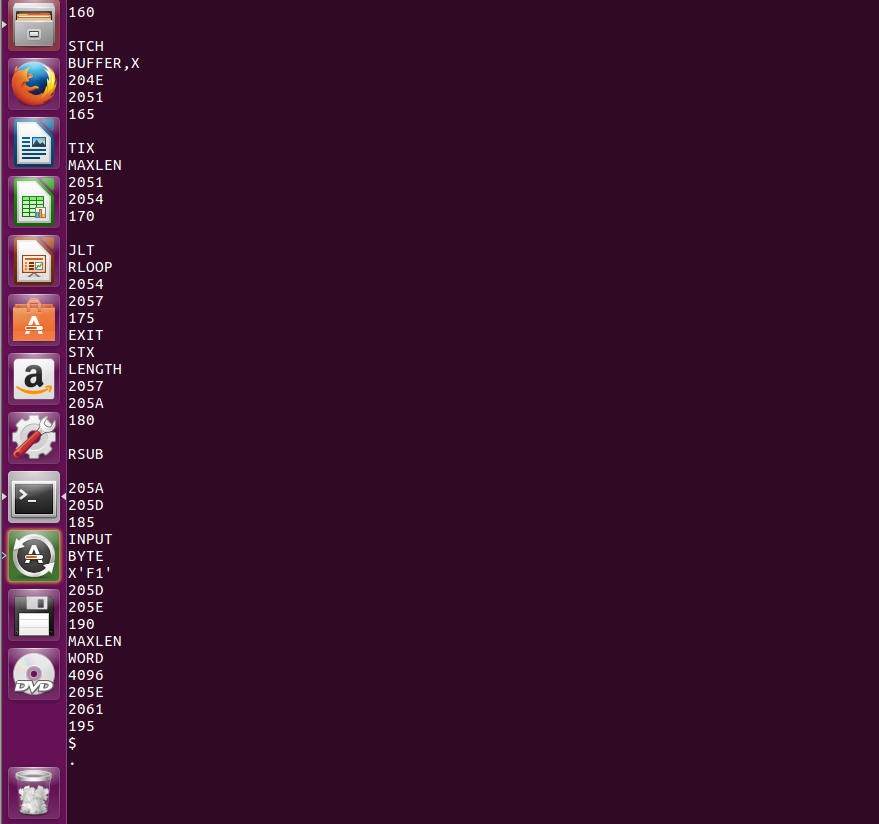 160

STCH
BUFFER,X
204E
2051
165

TIX
MAXLEN
2051
2054
170

JLT
RLOOP
2054
2057
175
EXIT
STX
LENGTH
2057
205A
180

RSUB

205A
205D
185
INPUT
BYTE
X'F1'
205D
205E
190
MAXLEN
WORD
4096
205E
2061
195
$
.
A
a
>_
A
DVD